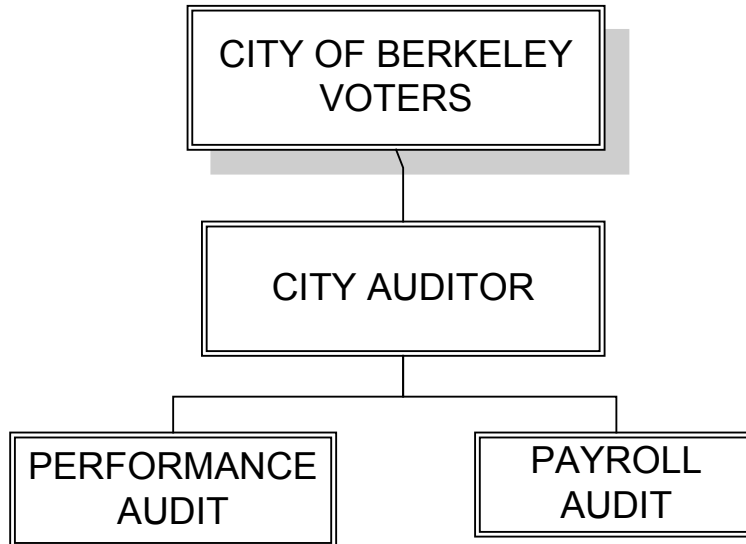 CITY OF BERKELEY
VOTERS
CITY AUDITOR
PERFORMANCE
AUDIT
PAYROLL
AUDIT